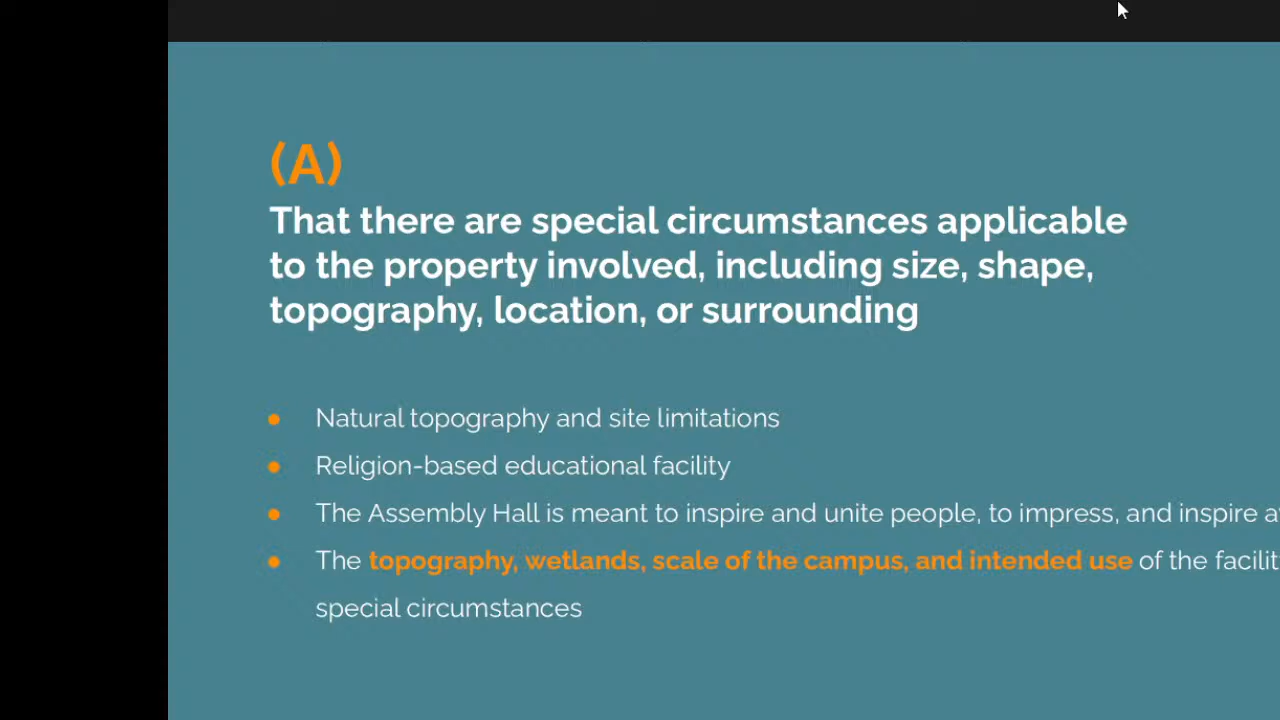 (A)
That there are special circumstances applicable
to the property involved, including size, shape,
topography, location, or surrounding
● Natural topography and site limitations
● Religion-based educational facility
● The Assembly Hall is meant to inspire and unite people, to impress, and inspire
● The topography, wetlands, scale of the campus, and intended use of the
special circumstances